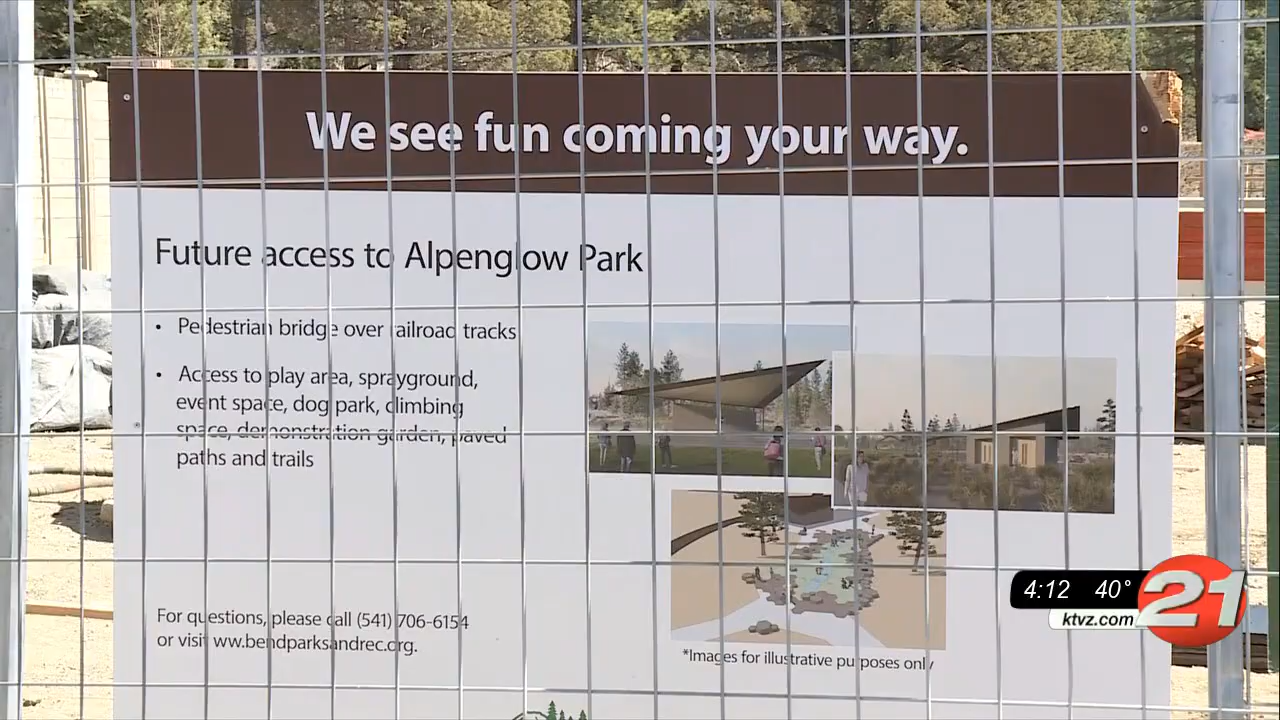 We see fun coming your way.
Future access to Alpenglow Park
• Pedestrian bridge over railroad tracks
• Access to play area, sprayground,
event space, dog park, climbing
space, demonstration garden, paved
paths and trails
For questions, please call (541) 706-6154
or visit ww.bendparksandrec.org.
*Images for illustrative purposes only
4:12 40°
21
ktvz.com